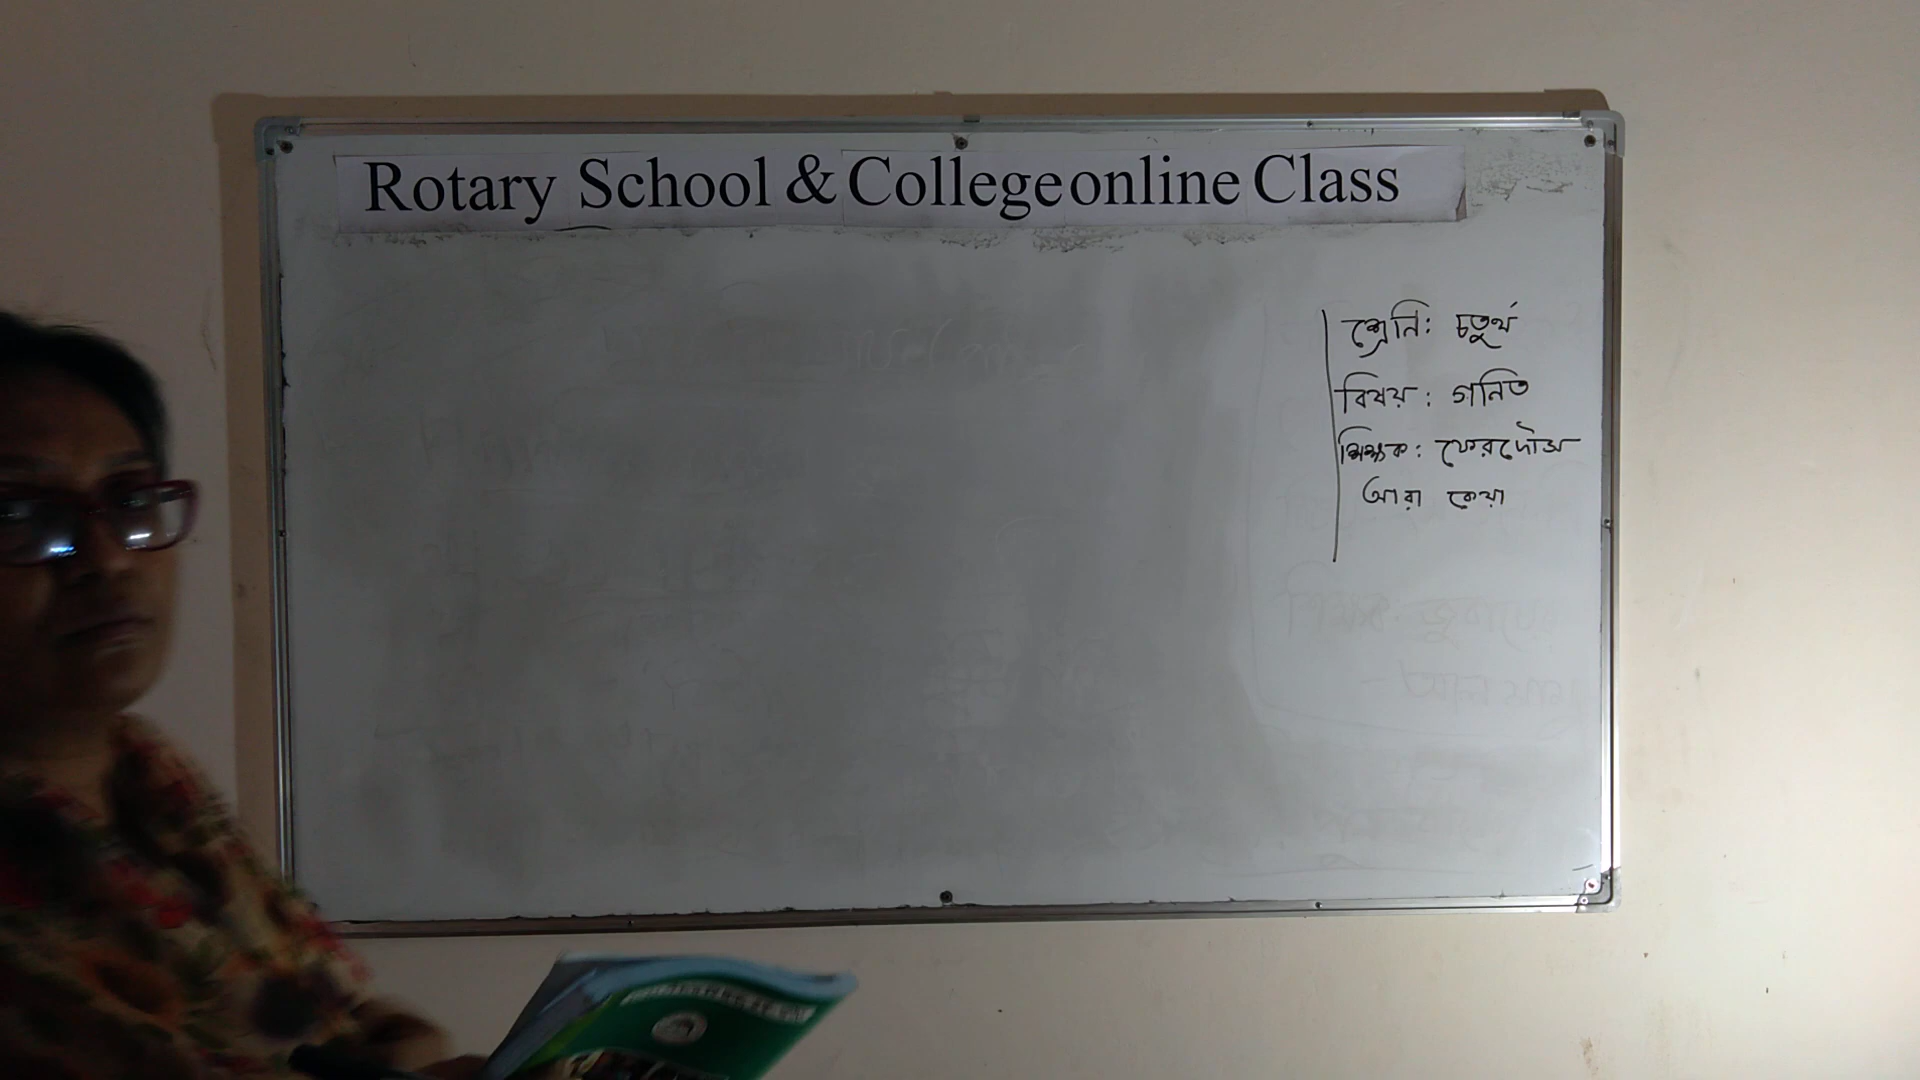 Rotary School & College online Class
শ্রেনি: চতুর্থ
বিষয়: গনিত
শিক্ষক: ফেরদৌস
আরা কেয়া